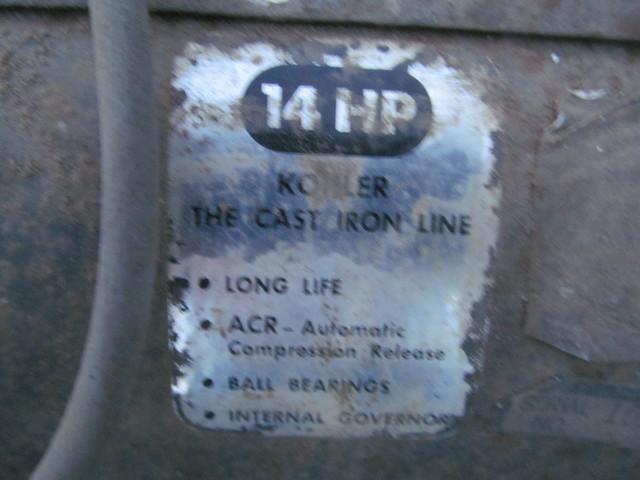 14 HP
KOHLER
THE CAST IRON LINE
• LONG LIFE
• ACR - Automatic
Compression Release
• BALL BEARINGS
• INTERNAL GOVERNOR